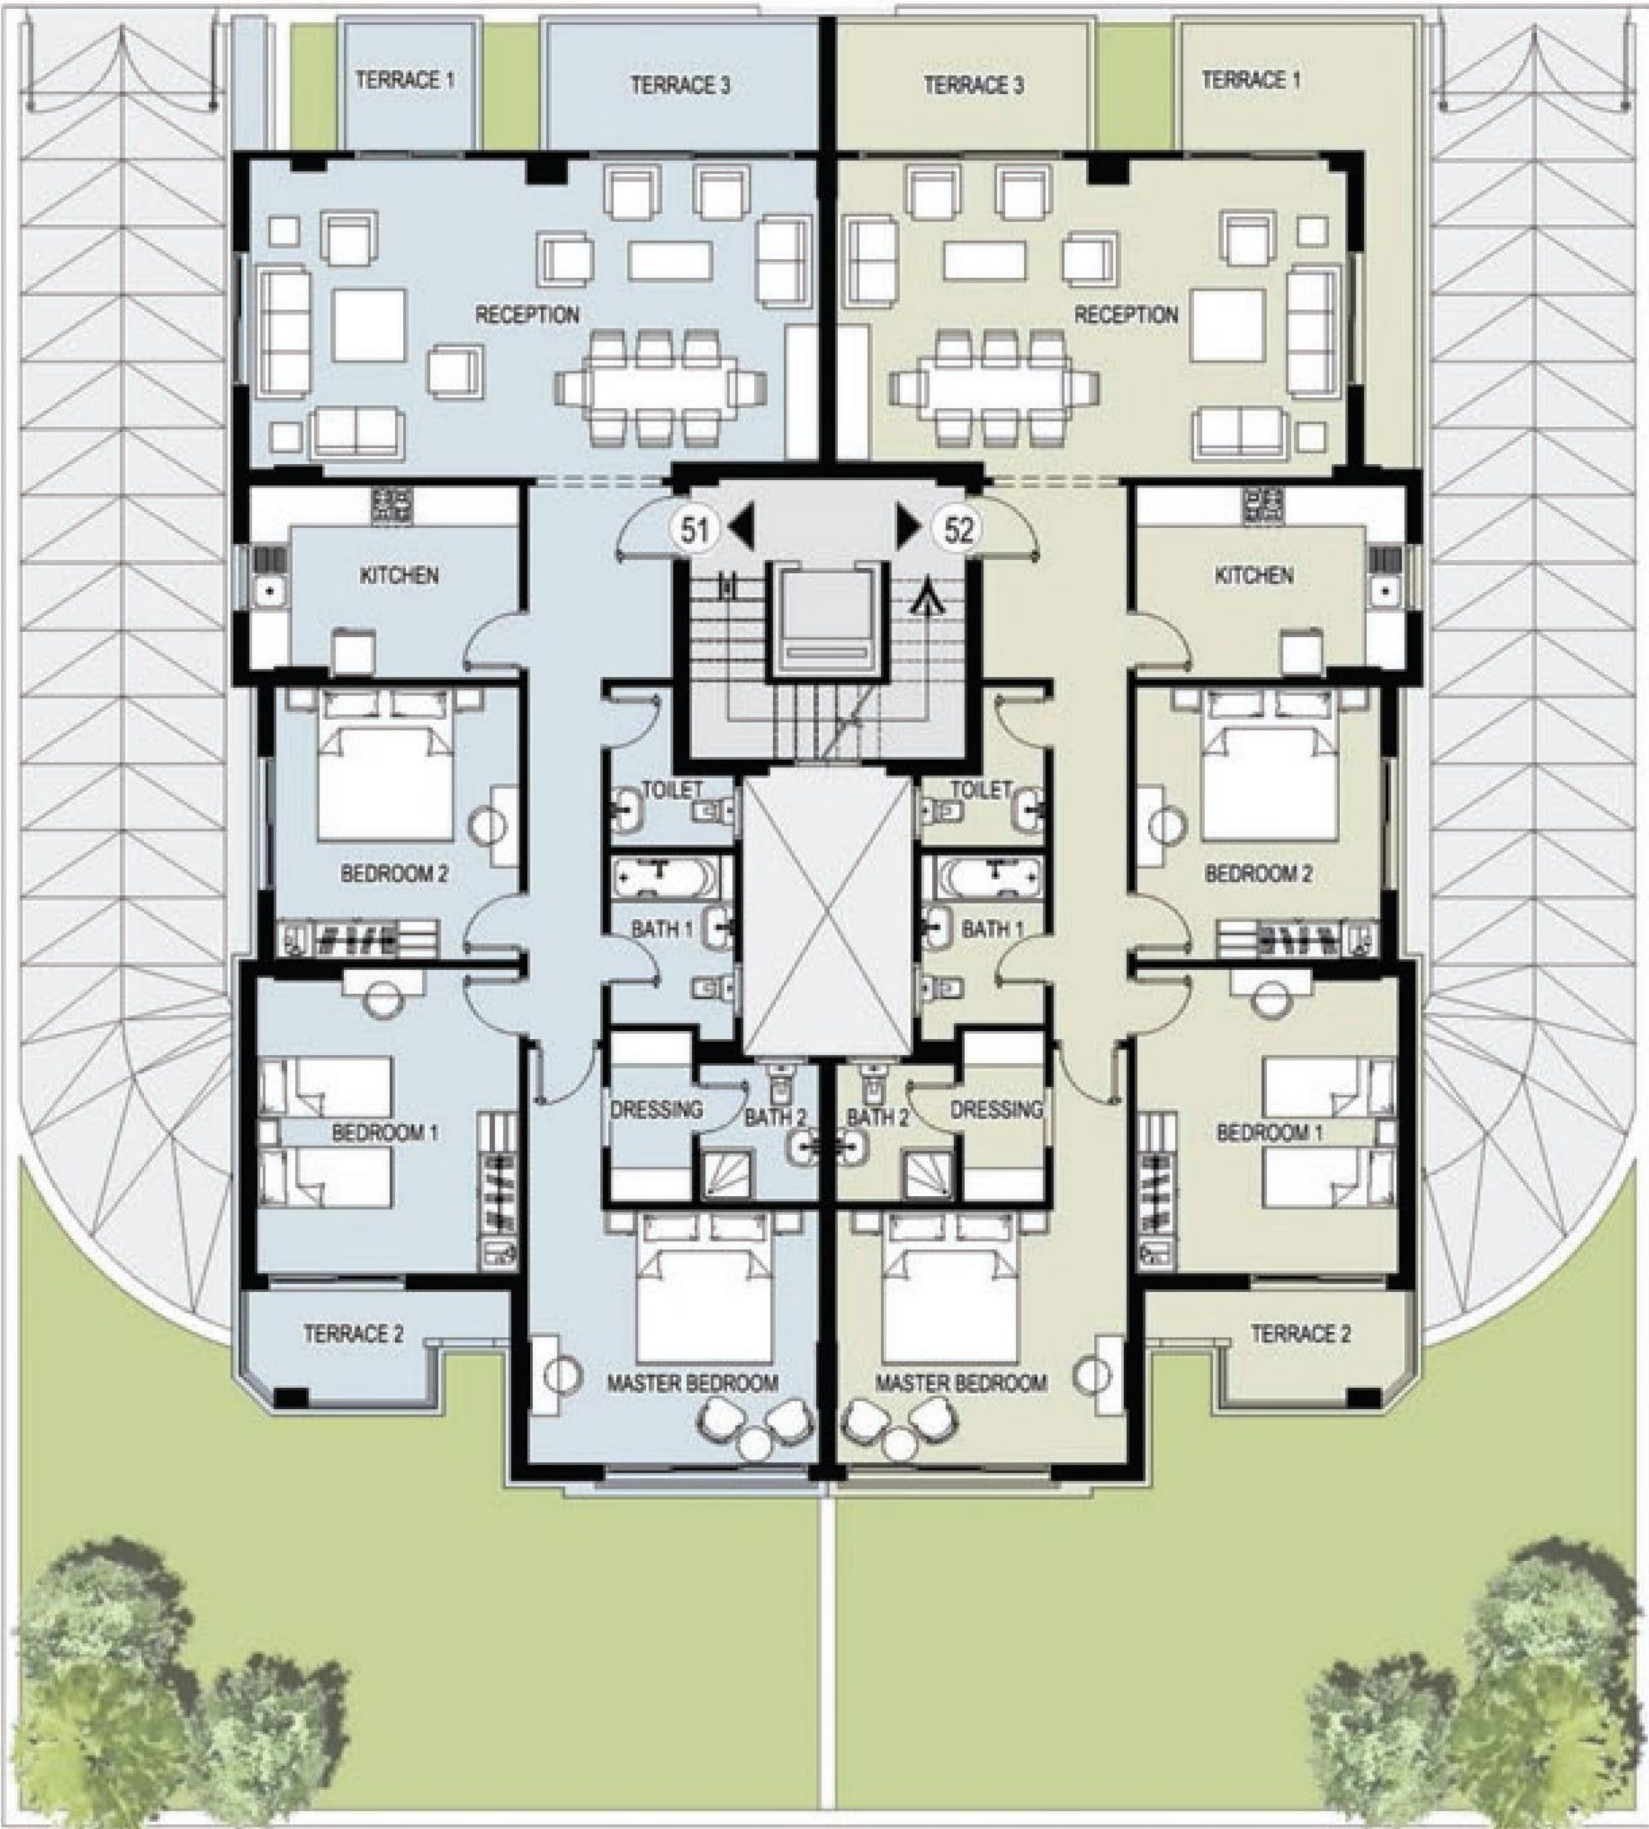 TERRACE 1
TERRACE 3
TERRACE 3
TERRACE 1
RECEPTION
RECEPTION
51
52
KITCHEN
KITCHEN
TOILET
TOILET
BEDROOM 2
BEDROOM 2
BATH 1
BATH 1
DRESSING
BATH 2
BATH 2
DRESSING
BEDROOM 1
BEDROOM 1
TERRACE 2
TERRACE 2
MASTER BEDROOM
MASTER BEDROOM